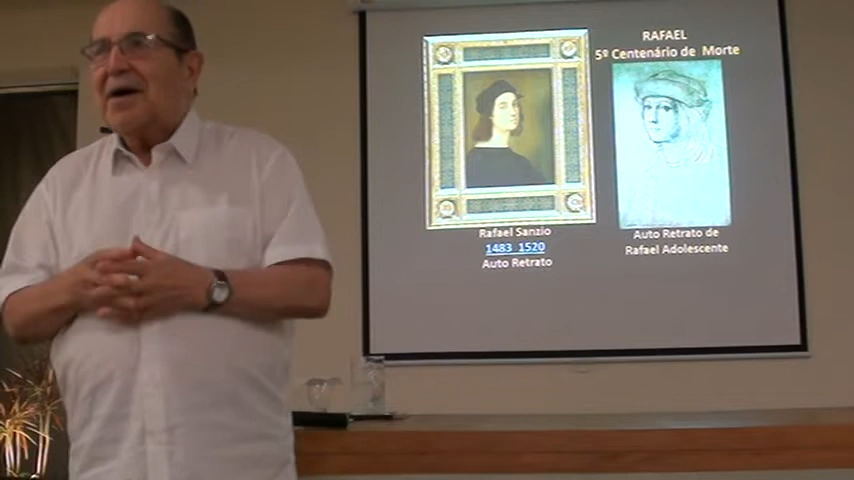 RAFAEL
5º Centenário de Morte
Rafael Sanzio
1483 1520
Auto Retrato
Auto Retrato de
Rafael Adolescente